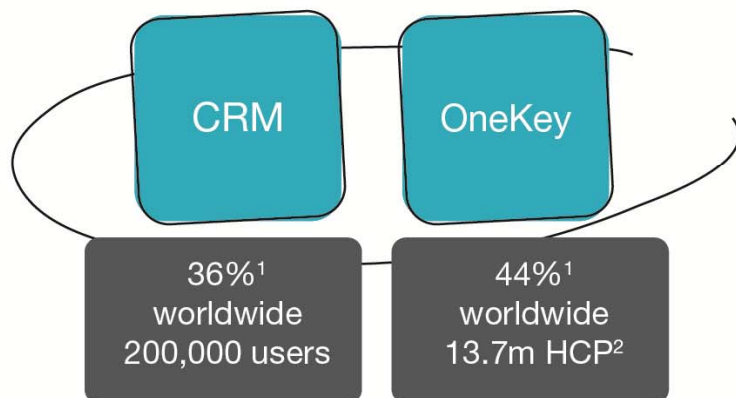 CRM
OneKey
36%¹
worldwide
200,000 users
44%¹
worldwide
13.7m HCP²